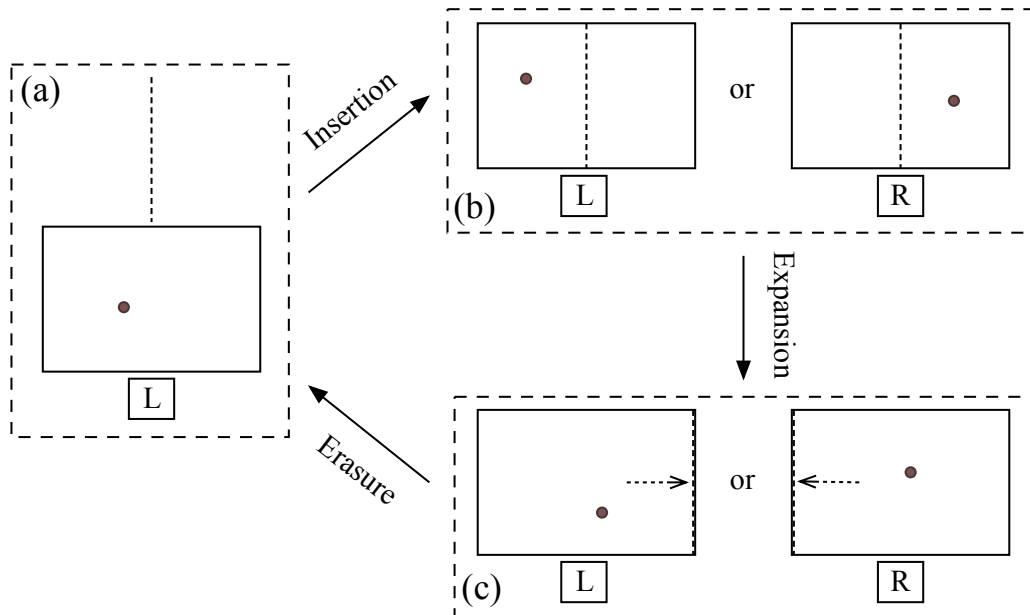 (a)
L
Insertion
or
L
R
(b)
Expansion
or
L
R
(c)
Erasure